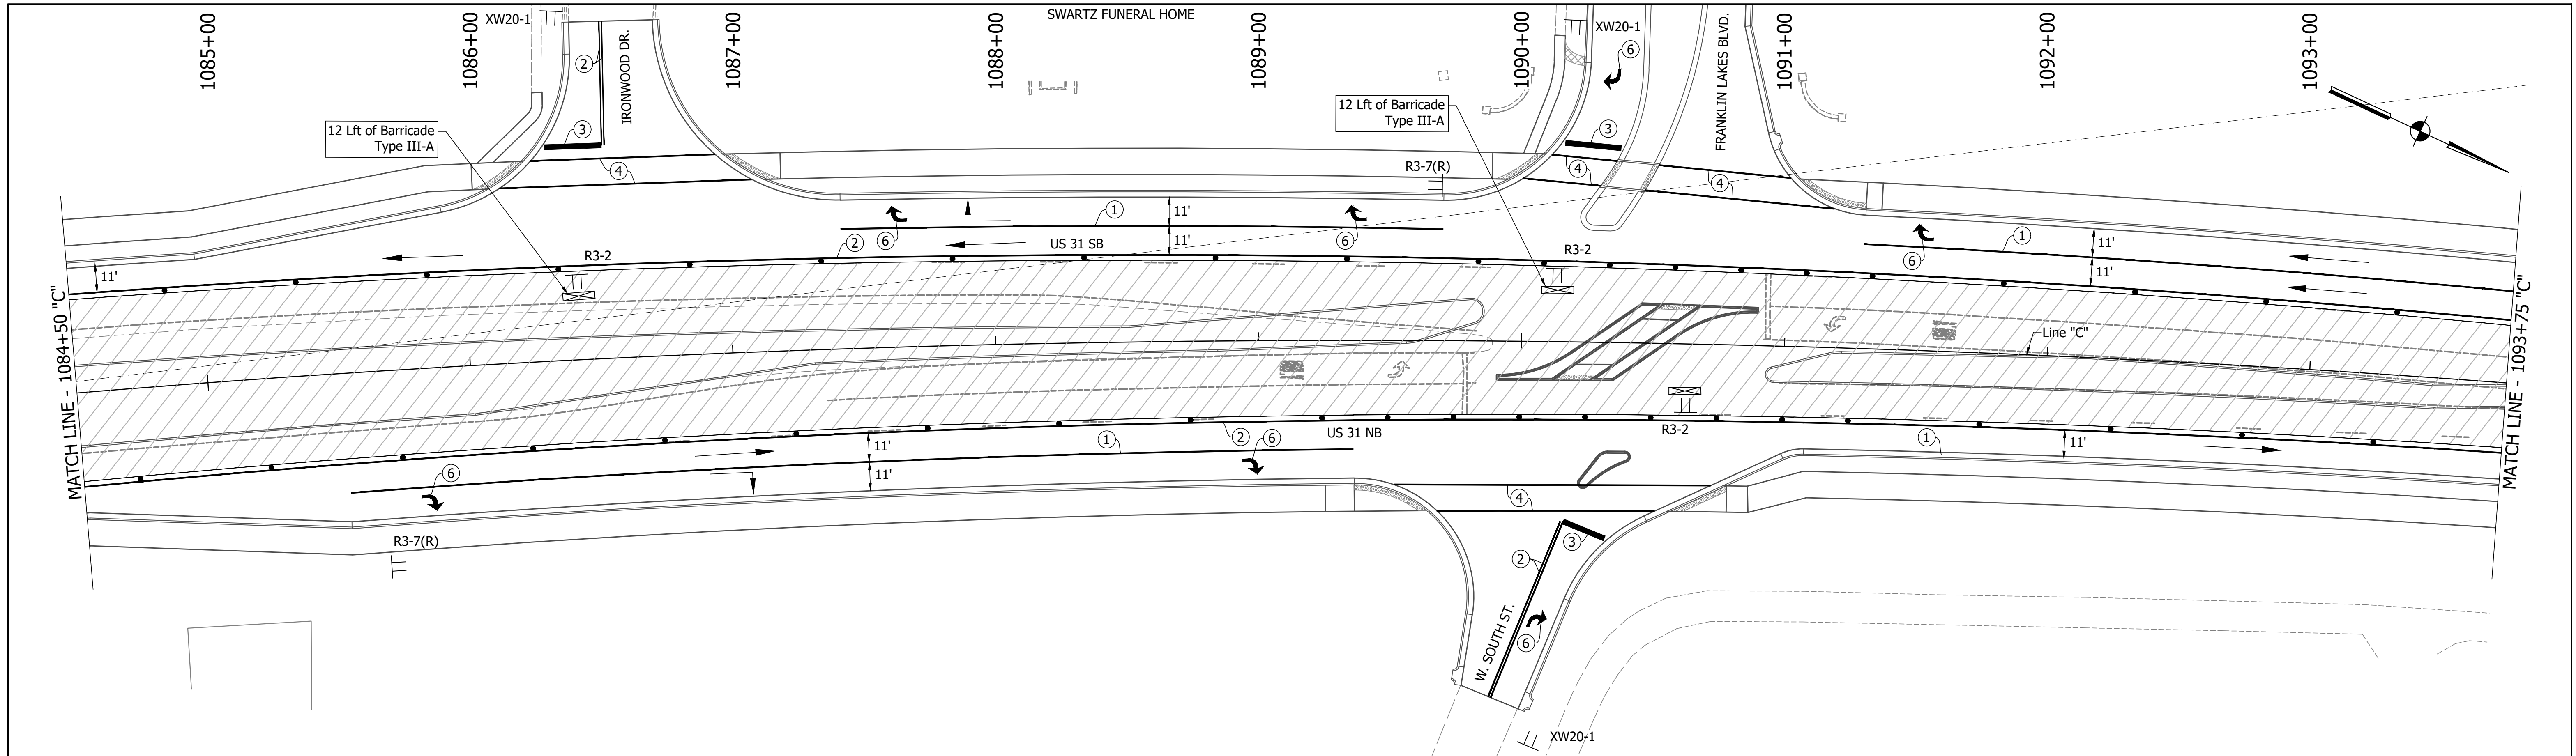 XW20-1
SWARTZ FUNERAL HOME
XW20-1
1085+00
1086+00
1087+00
1088+00
1089+00
1090+00
1091+00
1092+00
1093+00
IRONWOOD DR.
FRANKLIN LAKES BLVD.
2
6
12 Lft of Barricade
Type III-A
12 Lft of Barricade
Type III-A
3
3
4
R3-7(R)
4
4
1
11'
6
6
11'
US 31 SB
2
R3-2
R3-2
6
1
11'
11'
11'
MATCH LINE - 1084+50 "C"
MATCH LINE - 1093+75 "C"
Line "C"
11'
11'
1
2
6
US 31 NB
R3-2
1
11'
6
4
R3-7(R)
3
2
W. SOUTH ST.
6
XW20-1